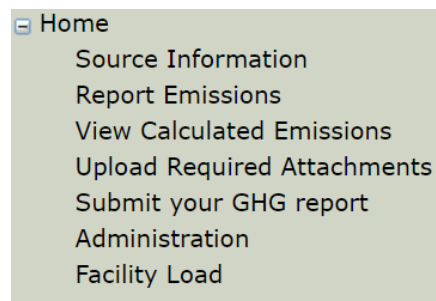 Home
Source Information
Report Emissions
View Calculated Emissions
Upload Required Attachments
Submit your GHG report
Administration
Facility Load